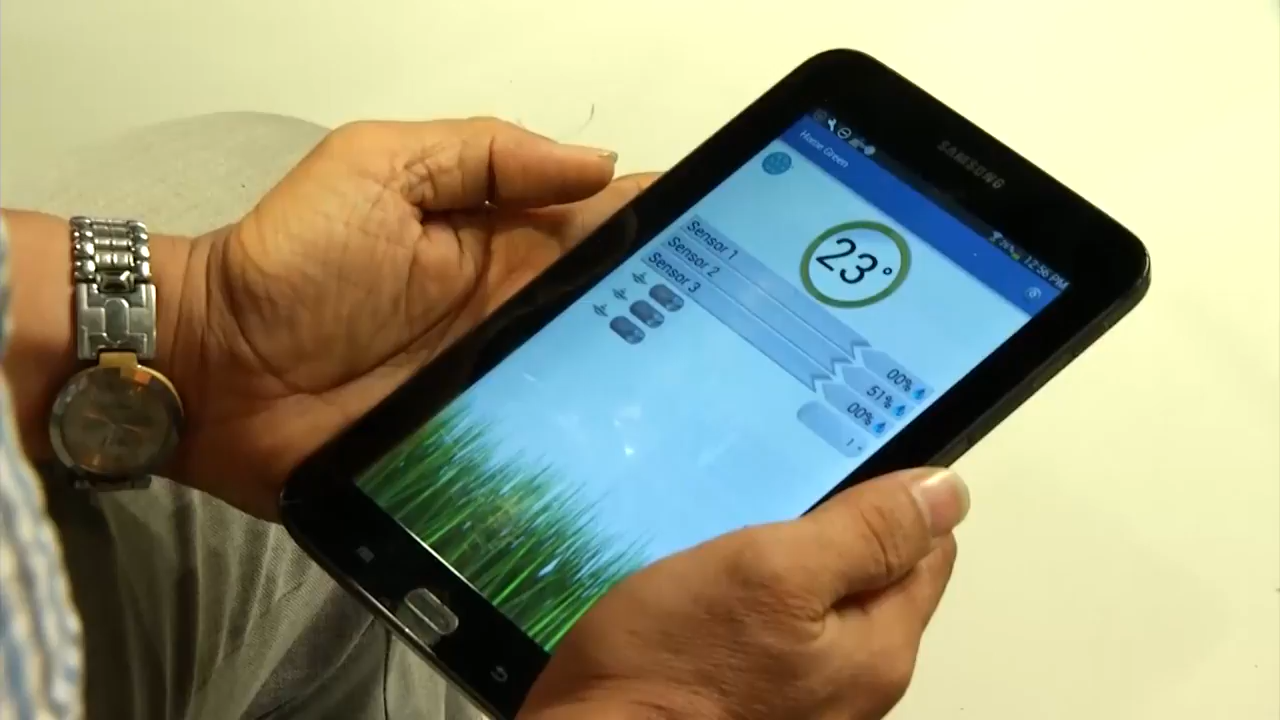 SAMSUNG
12:56 PM
Home Green
23°
Sensor 1 00%
Sensor 2 51%
Sensor 3 00%